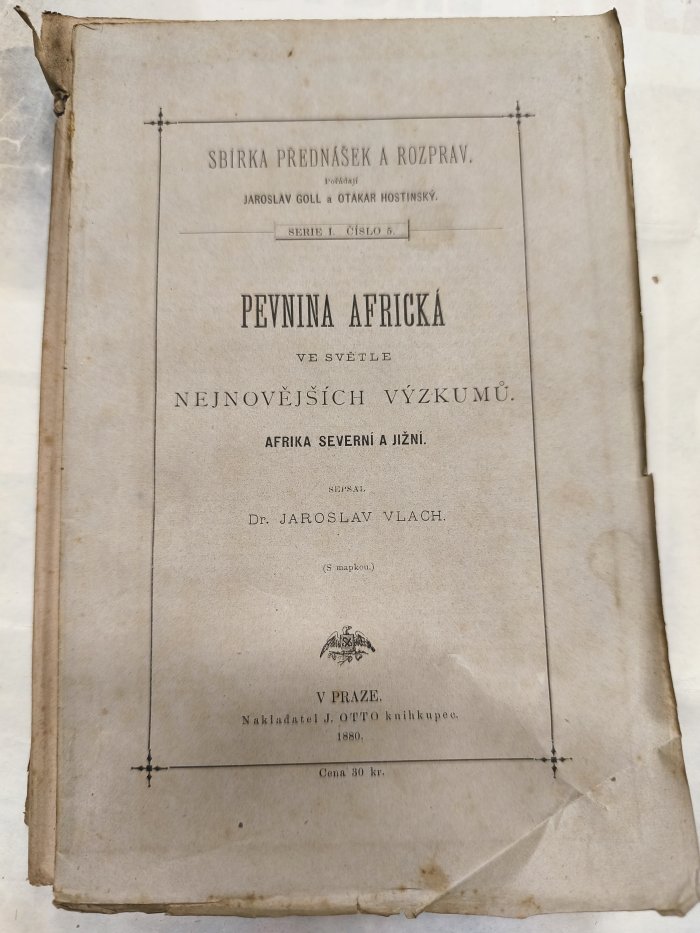 SBÍRKA PŘEDNÁŠEK A ROZPRAV.
Pořádají
JAROSLAV GOLL a OTAKAR HOSTINSKÝ.
SERIE I. ČÍSLO 5.
PEVNINA AFRICKÁ
VE SVĚTLE
NEJNOVĚJŠÍCH VÝZKUMŮ.
AFRIKA SEVERNÍ A JIŽNÍ.
SEPSAL
Dr. JAROSLAV VLACH.
(S mapkou.)
V PRAZE.
Nakladatel J. OTTO knihkupec.
1880.
Cena 30 kr.